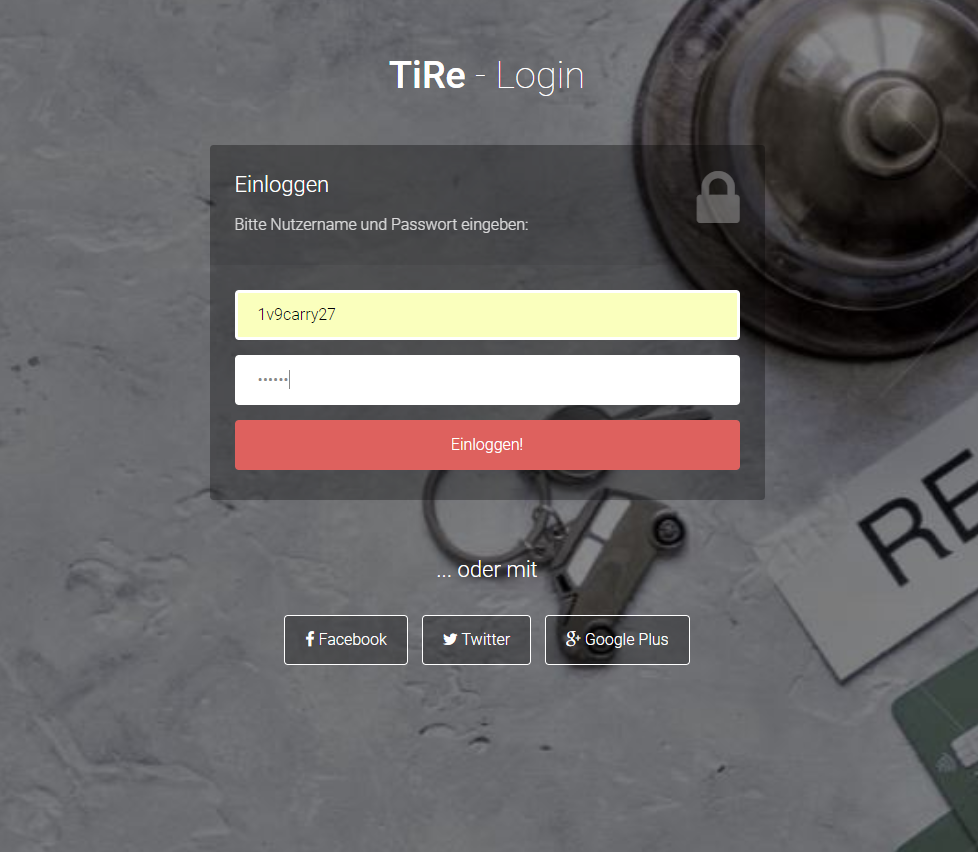 TiRe - Login
Einloggen
Bitte Nutzername und Passwort eingeben:
1v9carry27
••••••
Einloggen!
... oder mit
Facebook
Twitter
Google Plus
RE